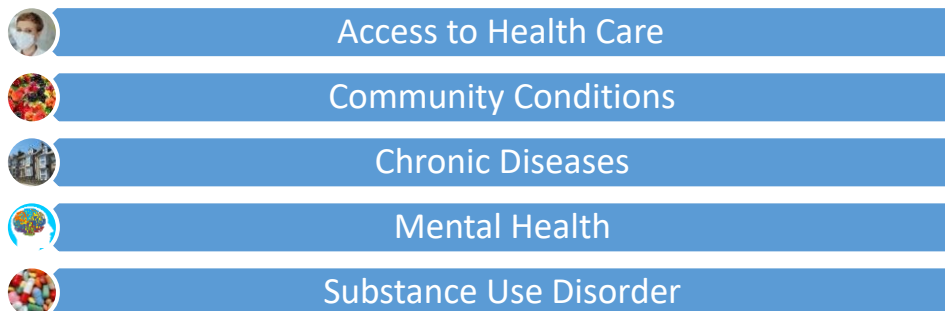 Access to Health Care
Community Conditions
Chronic Diseases
Mental Health
Substance Use Disorder